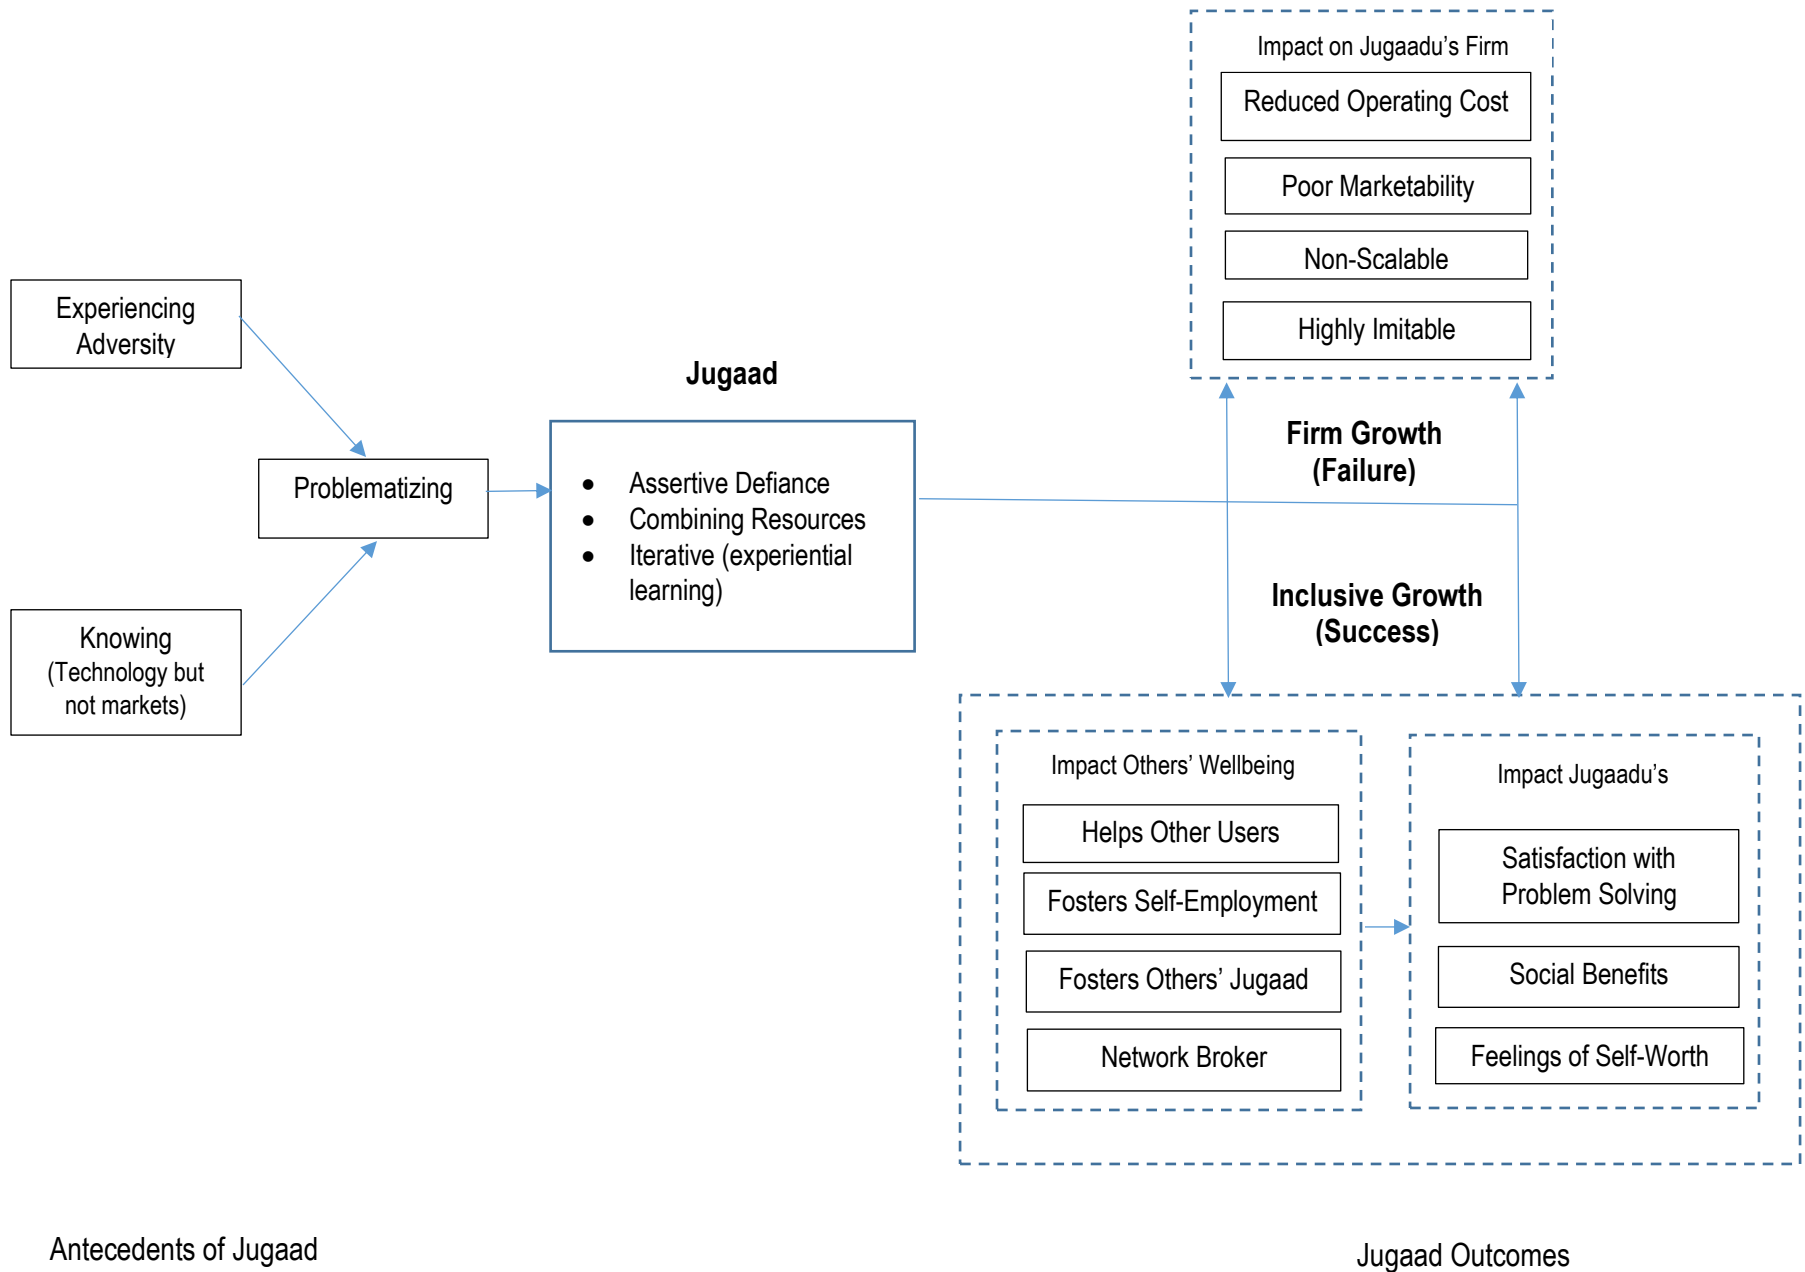 Experiencing
Adversity
Knowing
(Technology but
not markets)
Problematizing
Jugaad
• Assertive Defiance
• Combining Resources
• Iterative (experiential
learning)
Impact on Jugaadu’s Firm
Reduced Operating Cost
Poor Marketability
Non-Scalable
Highly Imitable
Firm Growth
(Failure)
Inclusive Growth
(Success)
Impact Others’ Wellbeing
Helps Other Users
Fosters Self-Employment
Fosters Others’ Jugaad
Network Broker
Impact Jugaadu’s
Satisfaction with
Problem Solving
Social Benefits
Feelings of Self-Worth
Antecedents of Jugaad
Jugaad Outcomes